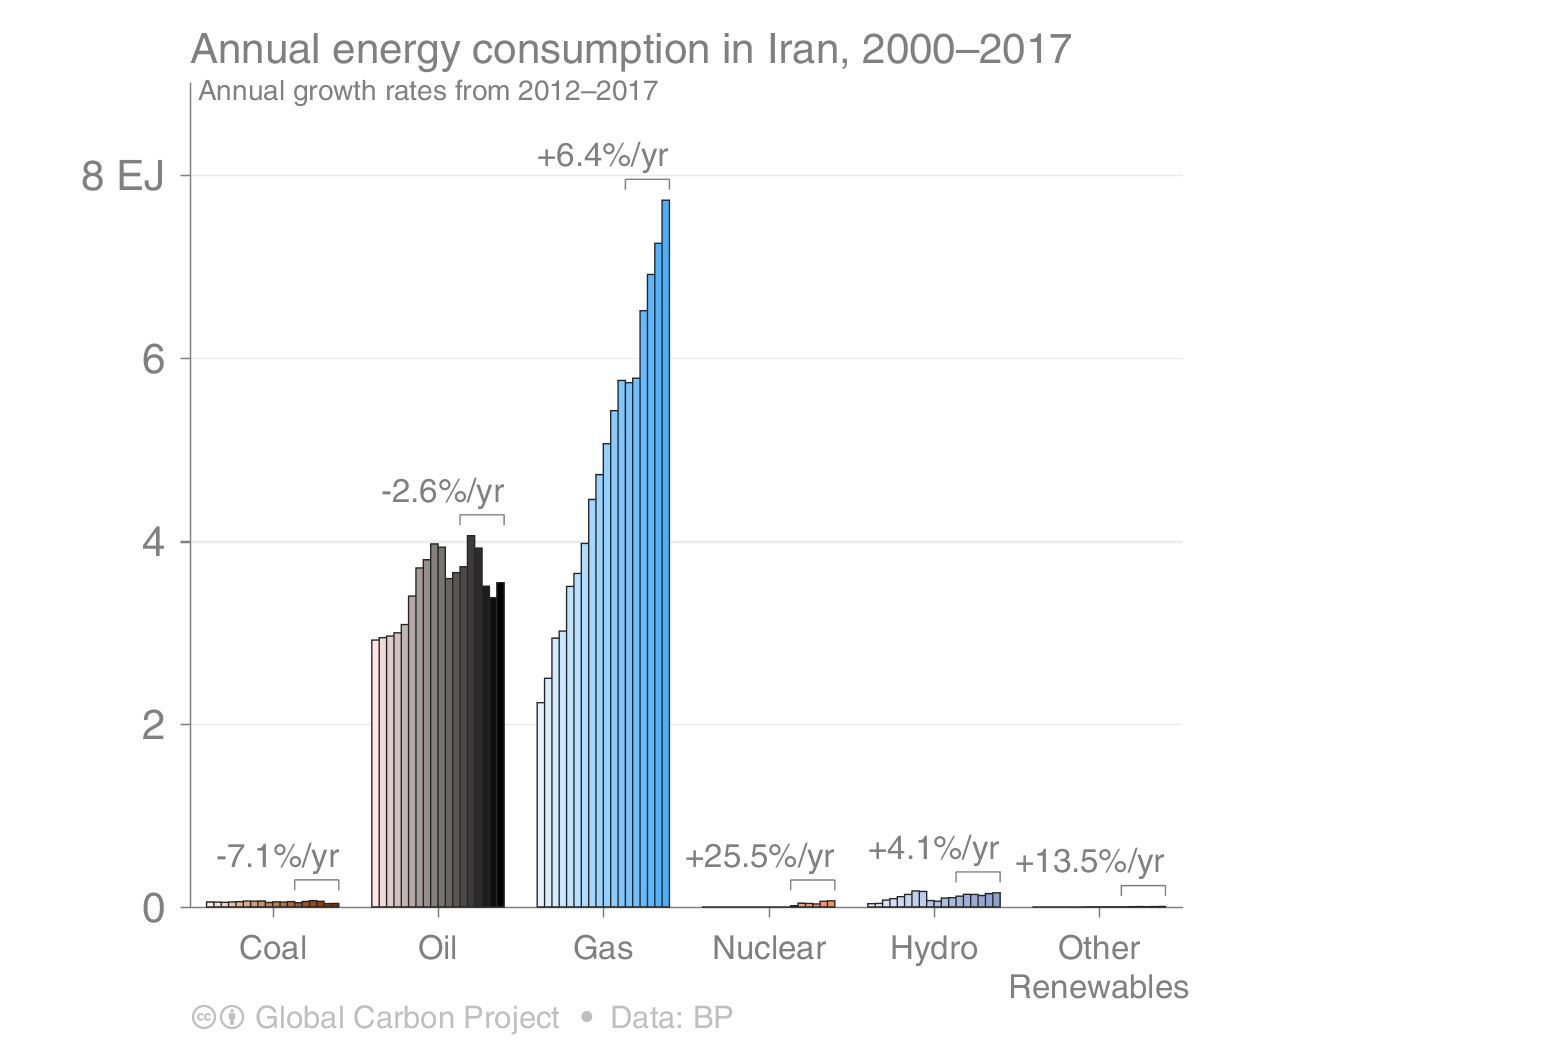 Annual energy consumption in Iran, 2000–2017
Annual growth rates from 2012–2017
8 EJ
6
4
2
0
-7.1%/yr
-2.6%/yr
+6.4%/yr
+25.5%/yr
+4.1%/yr
+13.5%/yr
Coal
Oil
Gas
Nuclear
Hydro
Other
Renewables
cc Global Carbon Project • Data: BP